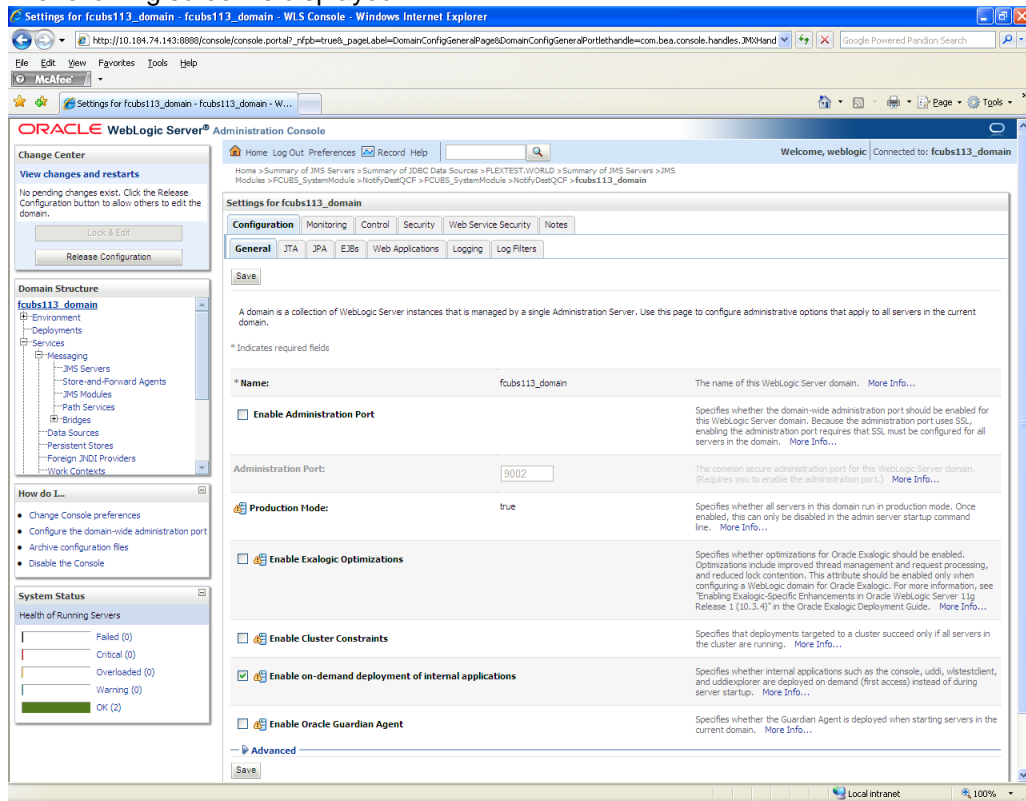 Settings for fcubs113_domain - fcubs113_domain - WLS Console - Windows Internet Explorer
http://10.184.74.143:8888/console/console.portal?_nfpb=true&_pageLabel=DomainConfigGeneralPage&DomainConfigGeneralPortlethandle=com.bea.console.handles.JMXHand
Google Powered Pandion Search
File Edit View Favorites Tools Help
McAfee
Settings for fcubs113_domain - fcubs113_domain - W...
Page Tools
ORACLE WebLogic Server® Administration Console
Change Center
View changes and restarts
No pending changes exist. Click the Release
Configuration button to allow others to edit the
domain.
Lock & Edit
Release Configuration
Domain Structure
fcubs113_domain
Environment
Deployments
Services
Messaging
JMS Servers
Store-and-Forward Agents
JMS Modules
Path Services
Bridges
Data Sources
Persistent Stores
Foreign JNDI Providers
Work Contexts
How do I...
Change Console preferences
Configure the domain-wide administration port
Archive configuration files
Disable the Console
System Status
Health of Running Servers
Failed (0)
Critical (0)
Overloaded (0)
Warning (0)
OK (2)
Home Log Out Preferences Record Help
Welcome, weblogic Connected to: fcubs113_domain
Home >Summary of JMS Servers >Summary of JDBC Data Sources >FLEXTEST.WORLD >Summary of JMS Servers >JMS
Modules >FCUBS_SystemModule >NotifyDestQCF >FCUBS_SystemModule >NotifyDestQCF >fcubs113_domain
Settings for fcubs113_domain
Configuration Monitoring Control Security Web Service Security Notes
General JTA JPA EJBs Web Applications Logging Log Filters
Save
A domain is a collection of WebLogic Server instances that is managed by a single Administration Server. Use this page to configure administrative options that apply to all servers in the current
domain.
* Indicates required fields
* Name: fcubs113_domain The name of this WebLogic Server domain. More Info...
Enable Administration Port
Specifies whether the domain-wide administration port should be enabled for
this WebLogic Server domain. Because the administration port uses SSL,
enabling the administration port requires that SSL must be configured for all
servers in the domain. More Info...
Administration Port: 9002
The common secure administration port for this WebLogic Server domain.
(Requires you to enable the administration port.) More Info...
Production Mode: true
Specifies whether all servers in this domain run in production mode. Once
enabled, this can only be disabled in the admin server startup command
line. More Info...
Enable Exalogic Optimizations
Specifies whether optimizations for Oracle Exalogic should be enabled.
Optimizations include improved thread management and request processing,
and reduced lock contention. This attribute should be enabled only when
configuring a WebLogic domain for Oracle Exalogic. For more information, see
"Enabling Exalogic-Specific Enhancements in Oracle WebLogic Server 11g
Release 1 (10.3.4)" in the Oracle Exalogic Deployment Guide. More Info...
Enable Cluster Constraints
Specifies that deployments targeted to a cluster succeed only if all servers in
the cluster are running. More Info...
Enable on-demand deployment of internal applications
Specifies whether internal applications such as the console, uddi, wlstestclient,
and uddiexplorer are deployed on demand (first access) instead of during
server startup. More Info...
Enable Oracle Guardian Agent
Specifies whether the Guardian Agent is deployed when starting servers in the
current domain. More Info...
Advanced
Save
Local intranet 100%